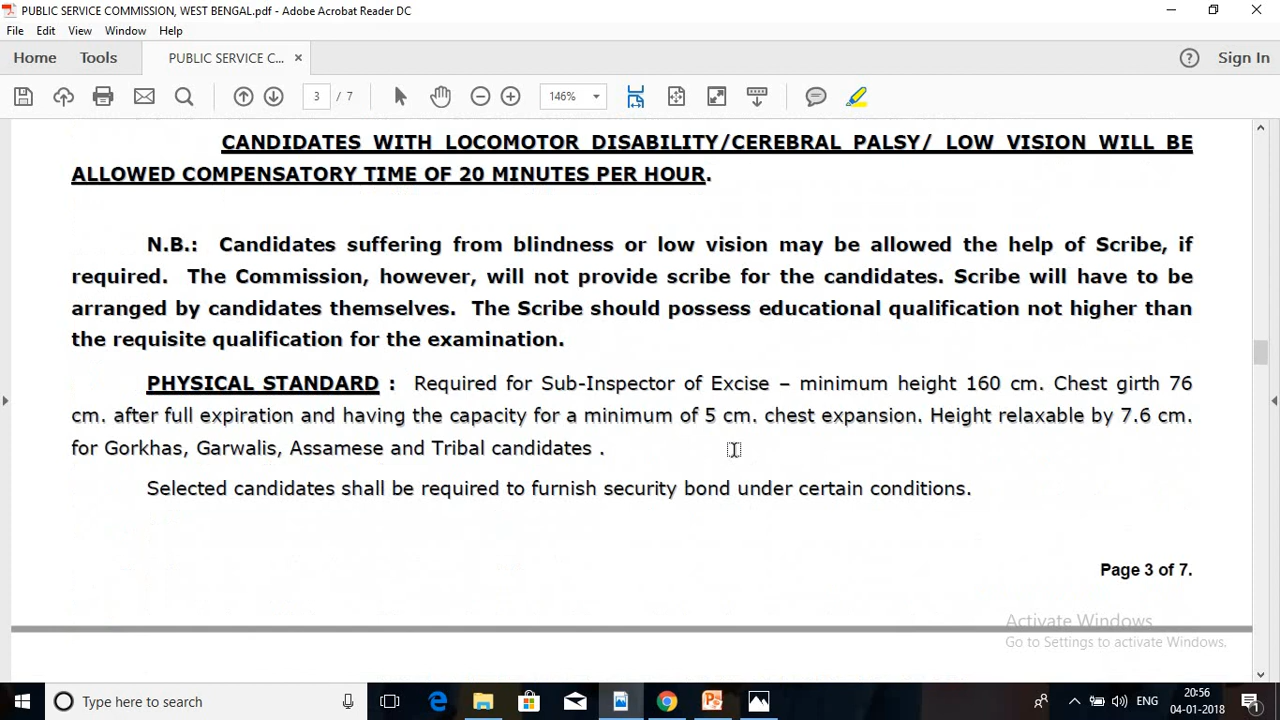 PUBLIC SERVICE COMMISSION, WEST BENGAL.pdf - Adobe Acrobat Reader DC
File Edit View Window Help
Home Tools PUBLIC SERVICE C... × Sign In
3 / 7 146%
CANDIDATES WITH LOCOMOTOR DISABILITY/CEREBRAL PALSY/ LOW VISION WILL BE
ALLOWED COMPENSATORY TIME OF 20 MINUTES PER HOUR.
N.B.: Candidates suffering from blindness or low vision may be allowed the help of Scribe, if
required. The Commission, however, will not provide scribe for the candidates. Scribe will have to be
arranged by candidates themselves. The Scribe should possess educational qualification not higher than
the requisite qualification for the examination.
PHYSICAL STANDARD : Required for Sub-Inspector of Excise – minimum height 160 cm. Chest girth 76
cm. after full expiration and having the capacity for a minimum of 5 cm. chest expansion. Height relaxable by 7.6 cm.
for Gorkhas, Garwalis, Assamese and Tribal candidates .
Selected candidates shall be required to furnish security bond under certain conditions.
Page 3 of 7.
Activate Windows
Go to Settings to activate Windows.
Type here to search ENG 20:56
04-01-2018